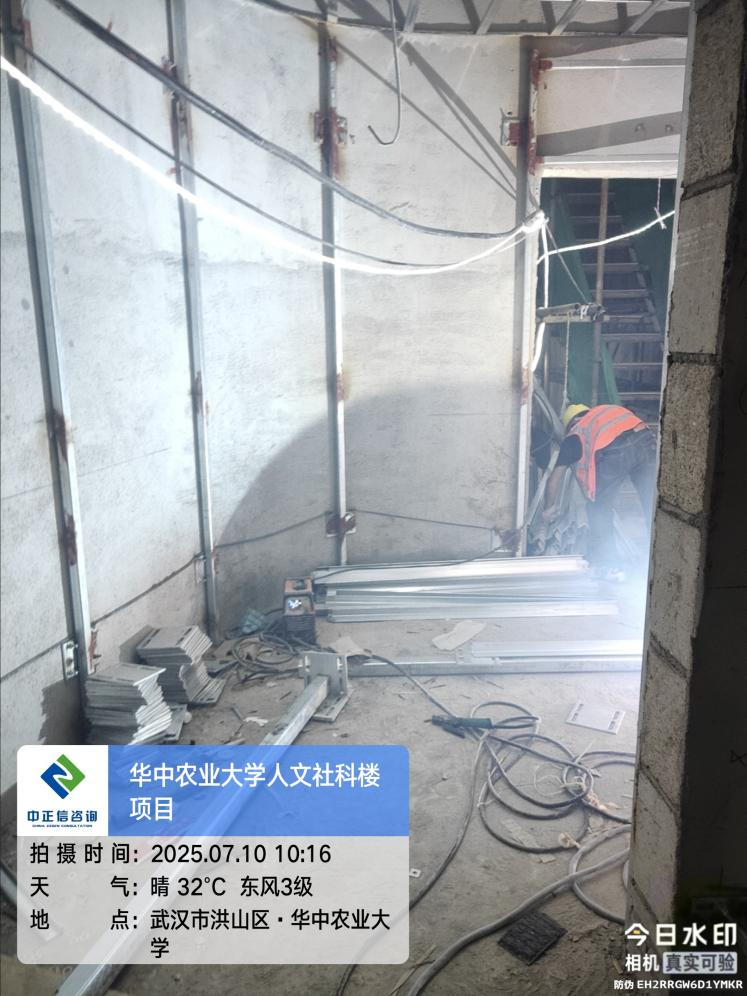 华中农业大学人文社科楼
项目
中正信咨询
拍摄时间：2025.07.10 10:16
天气：晴 32℃ 东风3级
地点：武汉市洪山区·华中农业大
学
今日水印
相机 真实可验
防伪 EH2RRGW6D1YMKR